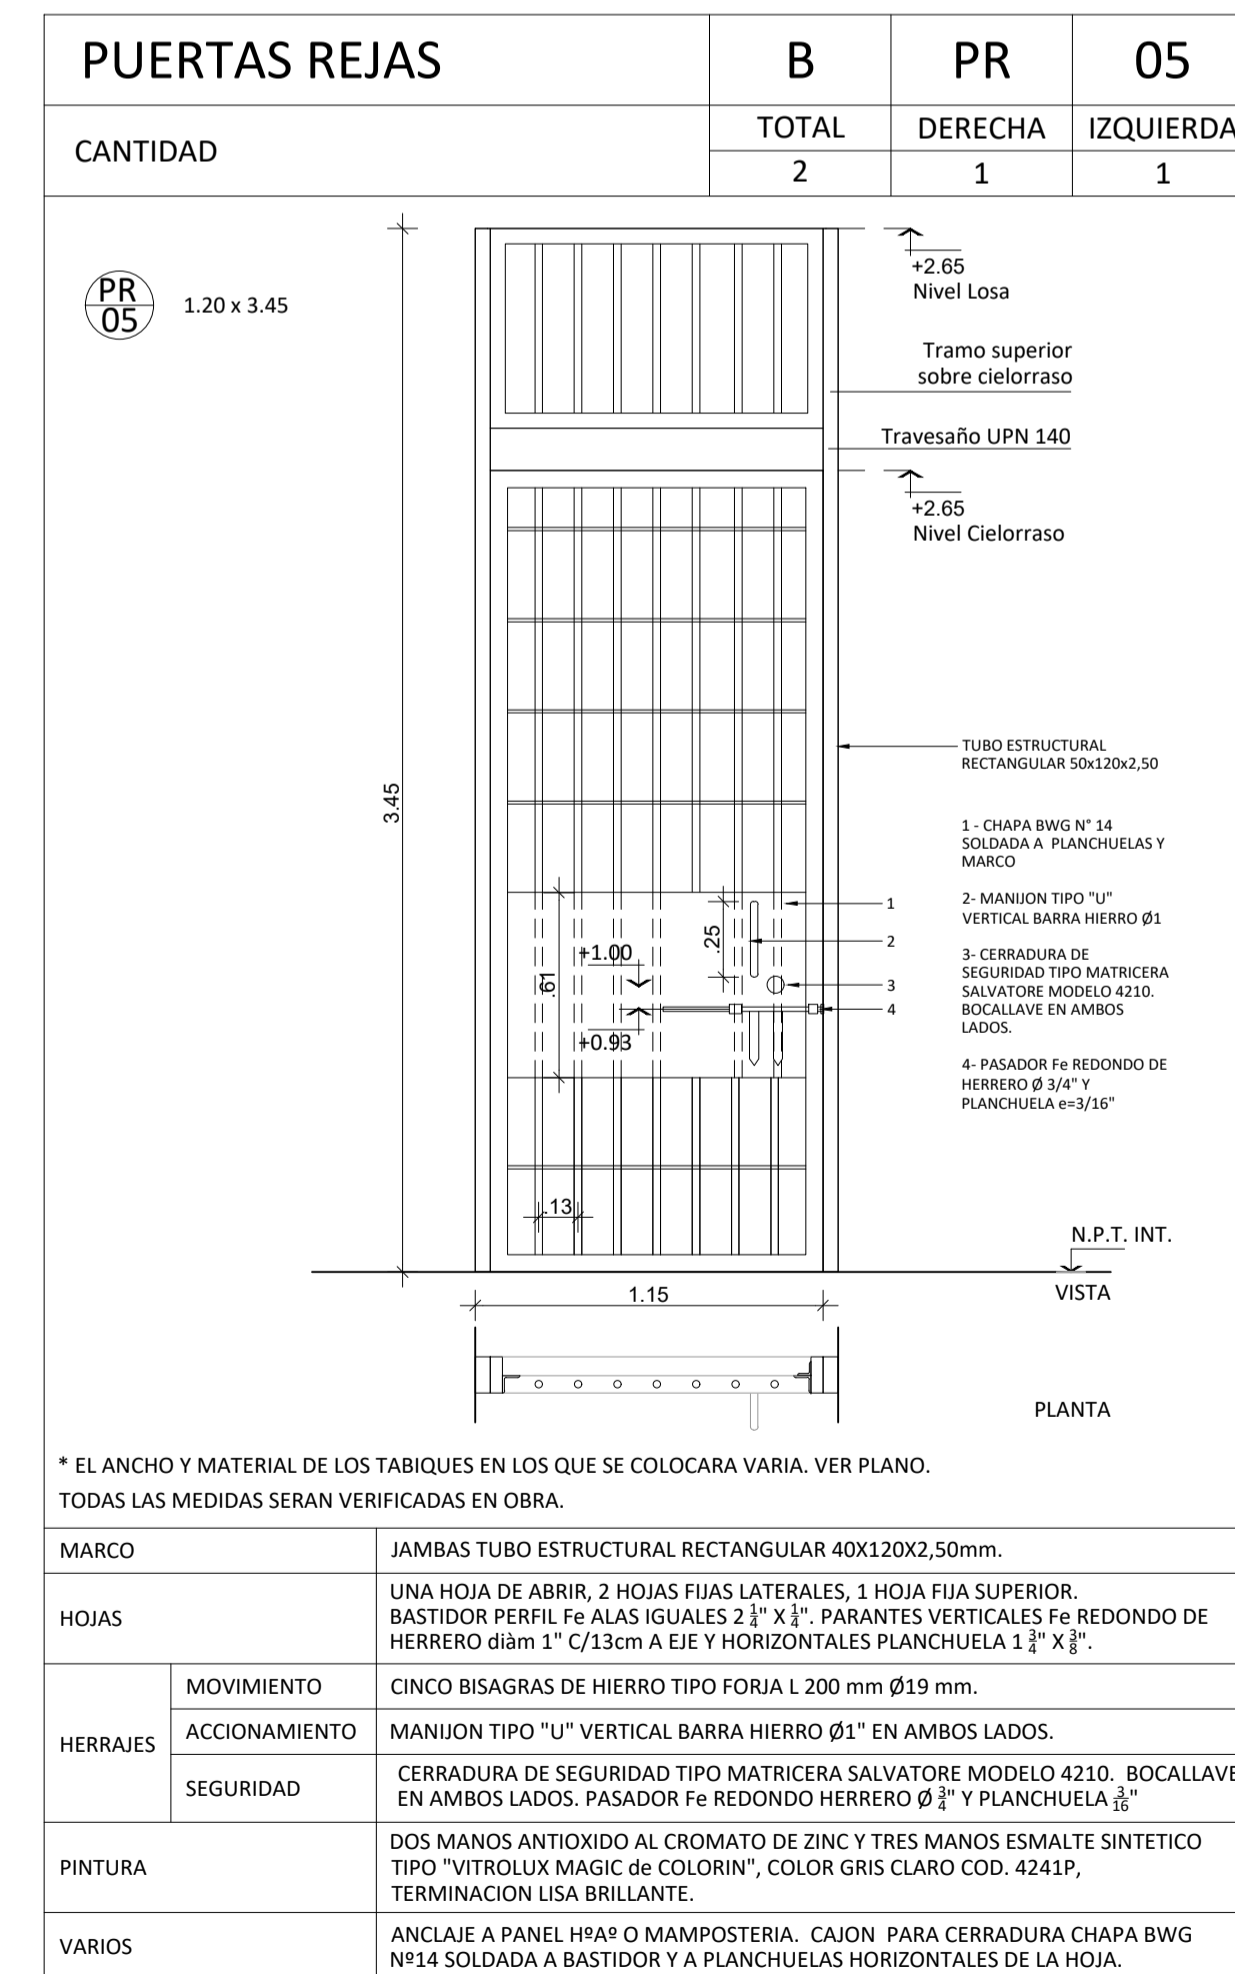 PUERTAS REJAS
B
PR
05
CANTIDAD
TOTAL
DERECHA
IZQUIERDA
2
1
1
PR
05
1.20 x 3.45
+2.65
Nivel Losa
Tramo superior
sobre cielorraso
Travesaño UPN 140
+2.65
Nivel Cielorraso
3.45
TUBO ESTRUCTURAL
RECTANGULAR 50x120x2,50
1 - CHAPA BWG N° 14
SOLDADA A PLANCHUELAS Y
MARCO
2- MANIJON TIPO "U"
VERTICAL BARRA HIERRO Ø1
3- CERRADURA DE
SEGURIDAD TIPO MATRICERA
SALVATORE MODELO 4210.
BOCALLAVE EN AMBOS
LADOS.
4- PASADOR Fe REDONDO DE
HERRERO Ø 3/4" Y
PLANCHUELA e=3/16"
1
2
3
4
.25
+1.00
.61
+0.93
.13
N.P.T. INT.
VISTA
1.15
PLANTA
* EL ANCHO Y MATERIAL DE LOS TABIQUES EN LOS QUE SE COLOCARA VARIA. VER PLANO.
TODAS LAS MEDIDAS SERAN VERIFICADAS EN OBRA.
MARCO
JAMBAS TUBO ESTRUCTURAL RECTANGULAR 40X120X2,50mm.
HOJAS
UNA HOJA DE ABRIR, 2 HOJAS FIJAS LATERALES, 1 HOJA FIJA SUPERIOR.
BASTIDOR PERFIL Fe ALAS IGUALES 2 1/4" X 1/4". PARANTES VERTICALES Fe REDONDO DE
HERRERO diàm 1" C/13cm A EJE Y HORIZONTALES PLANCHUELA 1 3/4" X 3/8".
HERRAJES
MOVIMIENTO
CINCO BISAGRAS DE HIERRO TIPO FORJA L 200 mm Ø19 mm.
ACCIONAMIENTO
MANIJON TIPO "U" VERTICAL BARRA HIERRO Ø1" EN AMBOS LADOS.
SEGURIDAD
CERRADURA DE SEGURIDAD TIPO MATRICERA SALVATORE MODELO 4210. BOCALLAVE
EN AMBOS LADOS. PASADOR Fe REDONDO HERRERO Ø 3/4" Y PLANCHUELA 3/16"
PINTURA
DOS MANOS ANTIOXIDO AL CROMATO DE ZINC Y TRES MANOS ESMALTE SINTETICO
TIPO "VITROLUX MAGIC de COLORIN", COLOR GRIS CLARO COD. 4241P,
TERMINACION LISA BRILLANTE.
VARIOS
ANCLAJE A PANEL HºAº O MAMPOSTERIA. CAJON PARA CERRADURA CHAPA BWG
Nº14 SOLDADA A BASTIDOR Y A PLANCHUELAS HORIZONTALES DE LA HOJA.